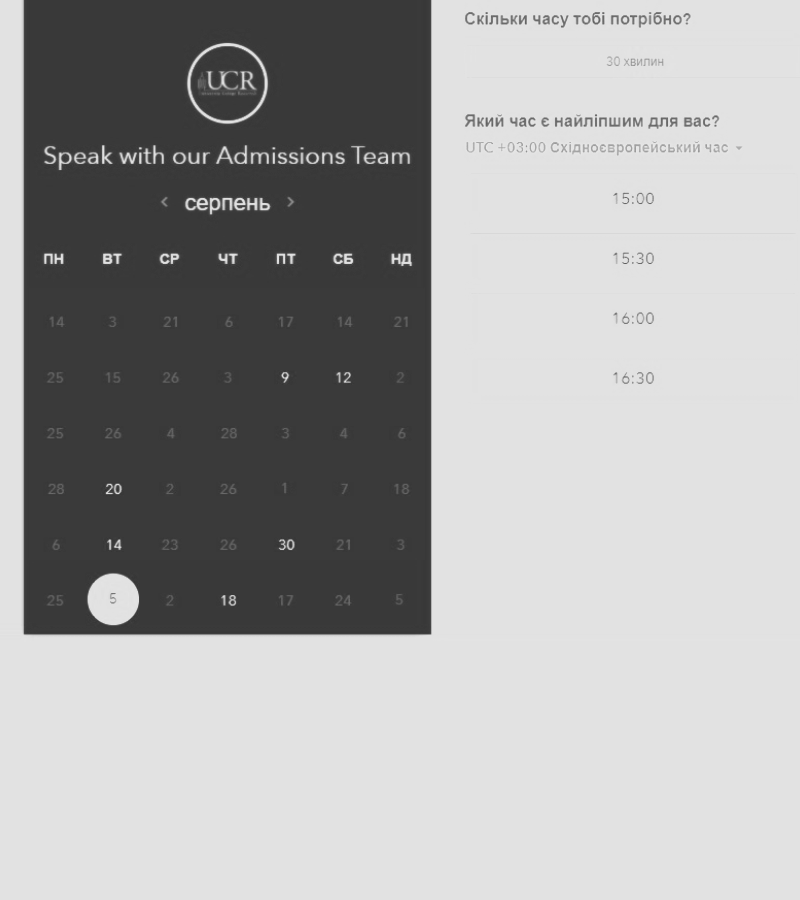 UCR
Speak with our Admissions Team
< серпень >
ПН ВТ СР ЧТ ПТ СБ НД
14 3 21 6 17 14 21
25 15 26 3 9 12 2
25 26 4 28 3 4 6
28 20 2 26 1 7 18
6 14 23 26 30 21 3
25 5 2 18 17 24 5
Скільки часу тобі потрібно?
30 хвилин
Який час є найліпшим для вас?
UTC +03:00 Східноєвропейський час
15:00
15:30
16:00
16:30